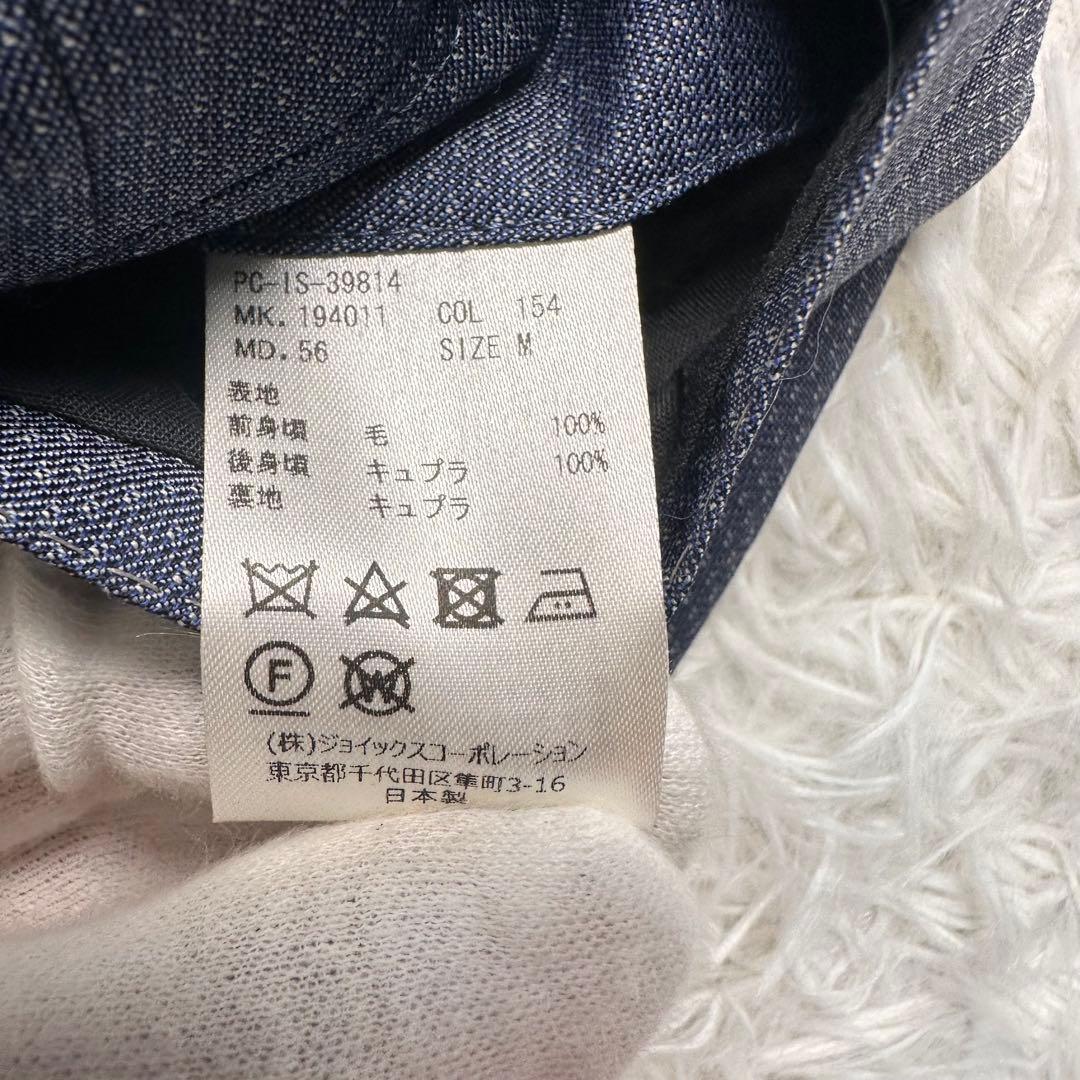 PC-IS-39814
MK. 194011 COL 154
MD. 56 SIZE M
表地
前身頃 毛 100%
後身頃 キュプラ 100%
裏地 キュプラ
F
W
(株)ジョイックスコーポレーション
東京都千代田区隼町3-16
日本製